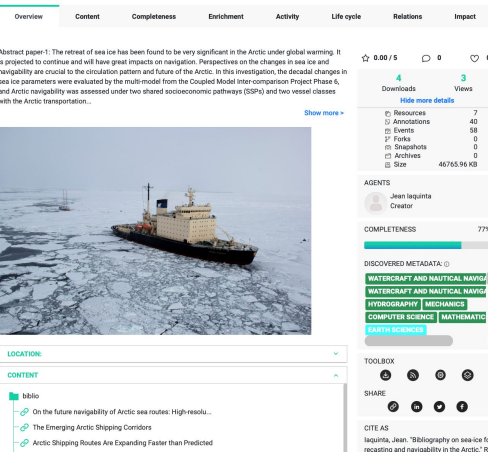 Overview Content Completeness Enrichment Activity Life cycle Relations Impact
Abstract paper-1: The retreat of sea ice has been found to be very significant in the Arctic under global warming. It
is projected to continue and will have great impacts on navigation. Perspectives on the changes in sea ice and
navigability are crucial to the circulation pattern and future of the Arctic. In this investigation, the decadal changes in
sea ice parameters were evaluated by the multi-model from the Coupled Model Inter-comparison Project Phase 6,
and Arctic navigability was assessed under two shared socioeconomic pathways (SSPs) and two vessel classes
with the Arctic transportation...
Show more »
LOCATION:
CONTENT
biblio
On the future navigability of Arctic sea routes: High-resolu...
The Emerging Arctic Shipping Corridors
Arctic Shipping Routes Are Expanding Faster than Predicted
0.00 / 5 0 0
4 3
Downloads Views
Hide more details
Resources 7
Annotations 40
Events 58
Forks 0
Snapshots 0
Archives 0
Size 46765.96 KB
AGENTS
Jean Iaquinta
Creator
COMPLETENESS 77%
DISCOVERED METADATA:
WATERCRAFT AND NAUTICAL NAVIGA
WATERCRAFT AND NAUTICAL NAVIGA
HYDROGRAPHY MECHANICS
COMPUTER SCIENCE MATHEMATIC
EARTH SCIENCES
TOOLBOX
SHARE
CITE AS
Iaquinta, Jean. "Bibliography on sea-ice fo
recasting and navigability in the Arctic." R